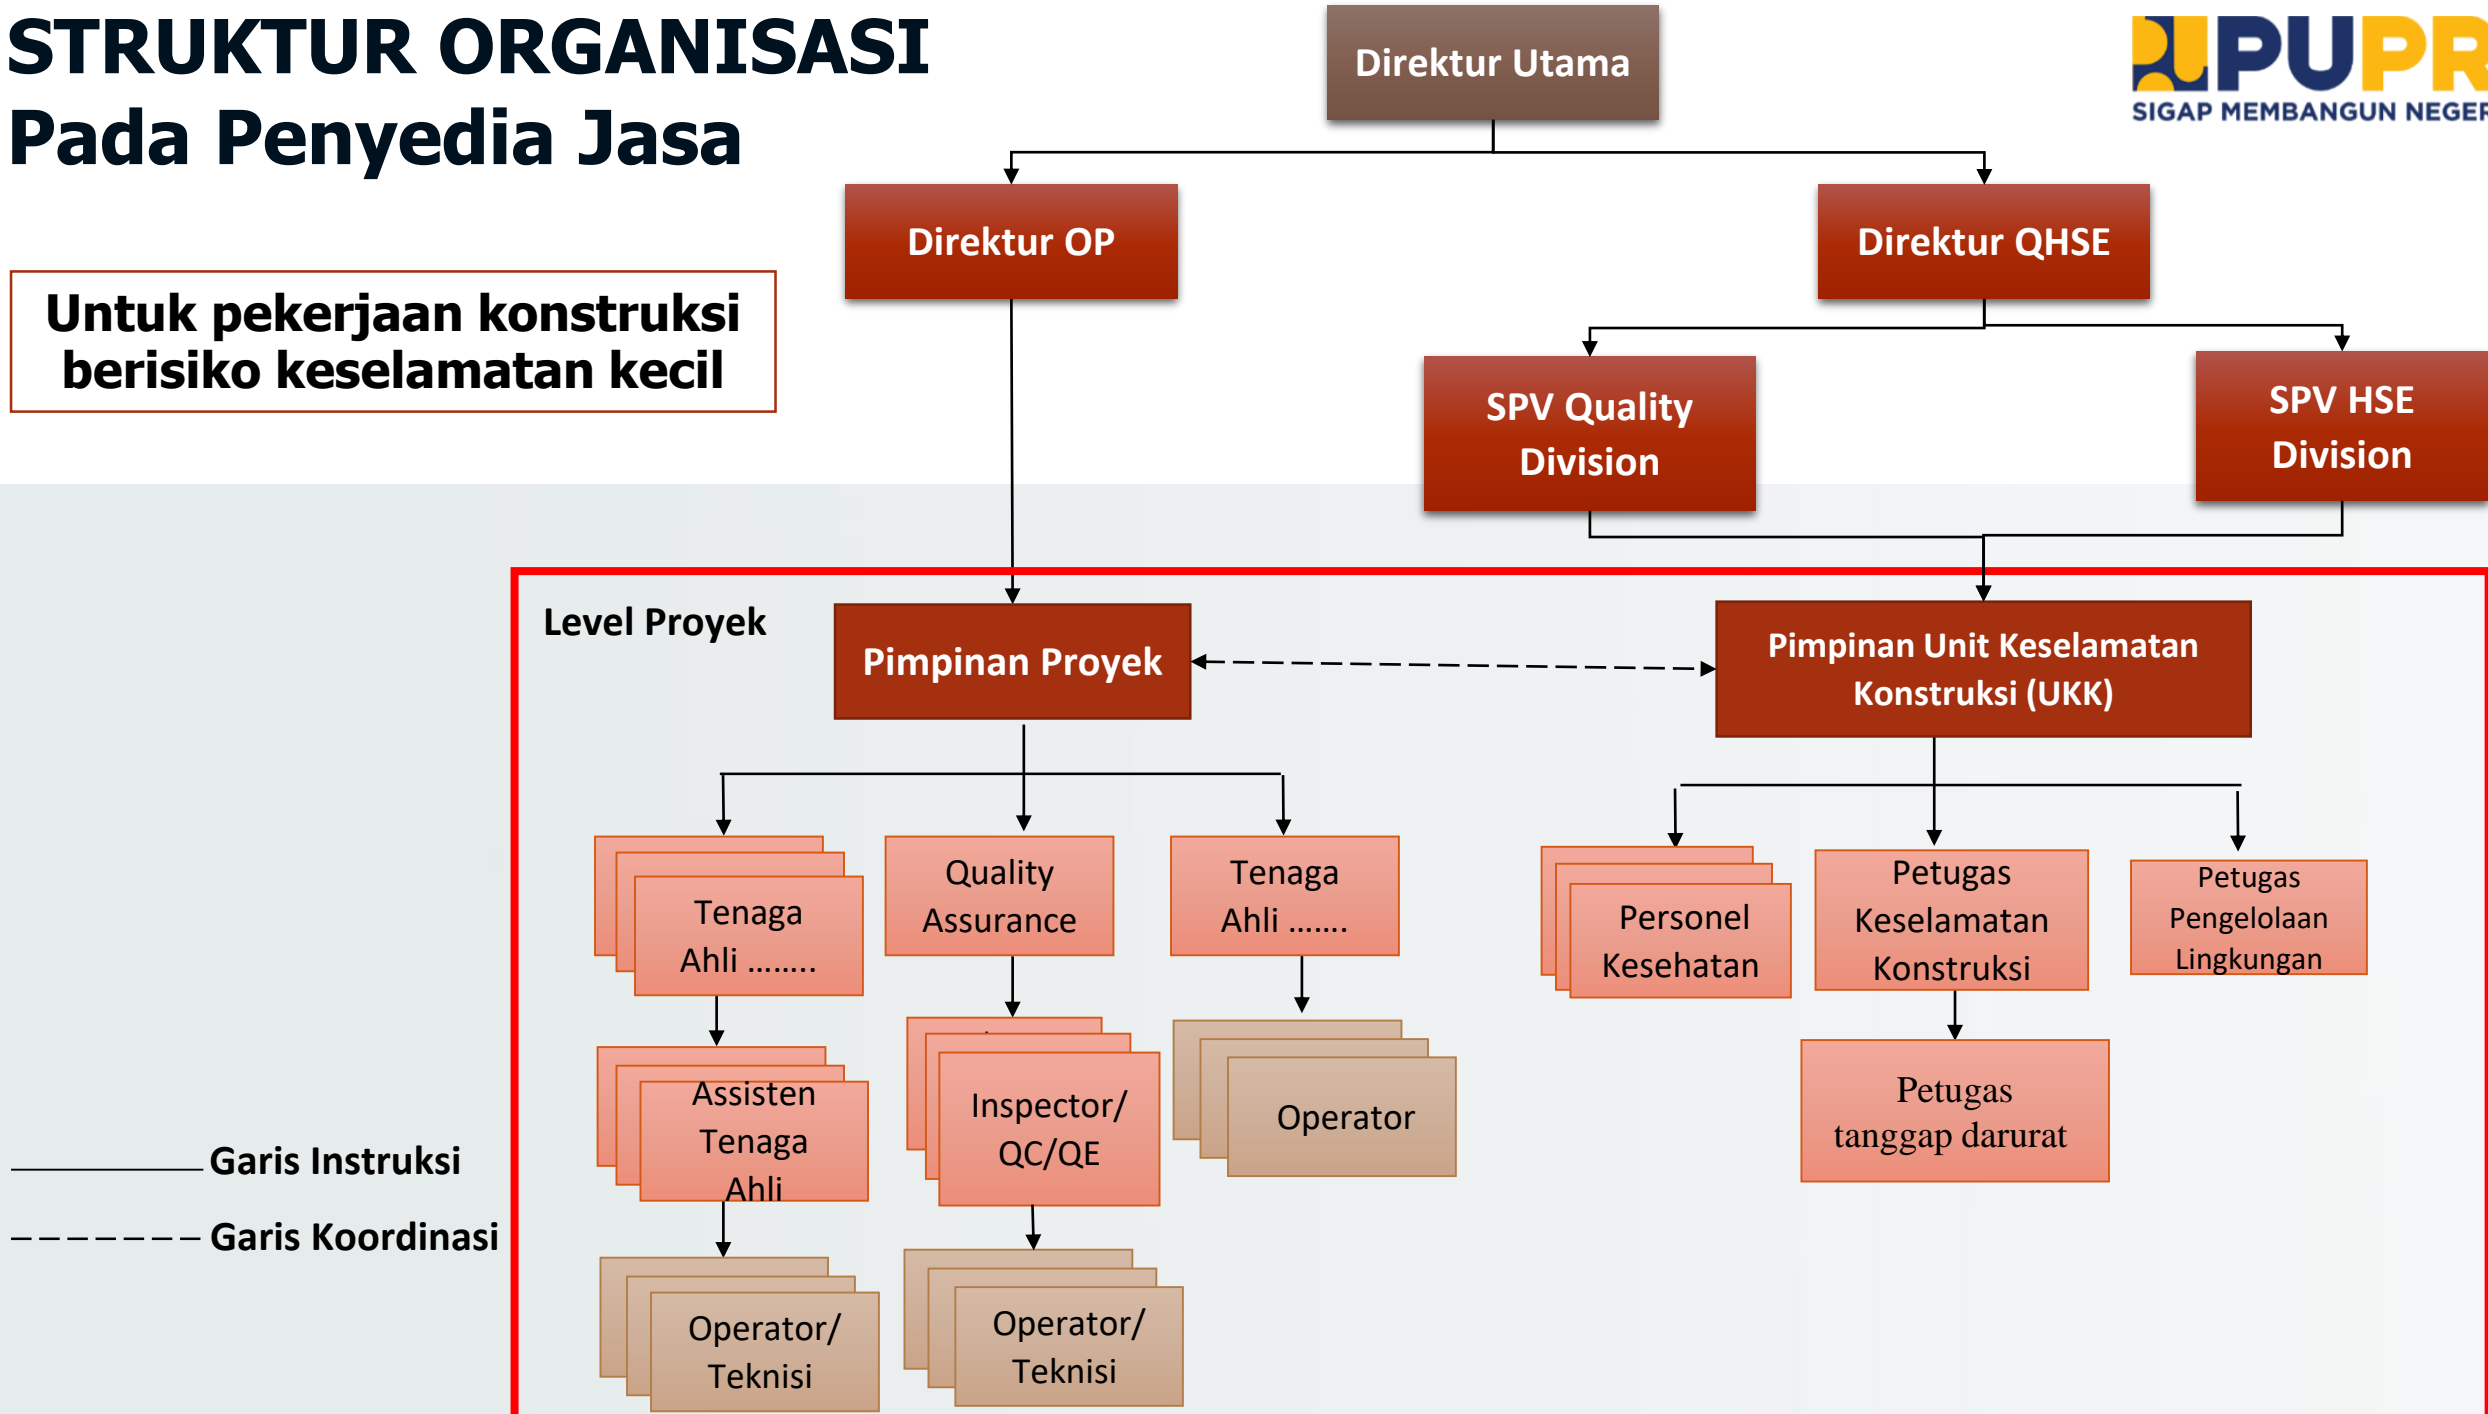 STRUKTUR ORGANISASI
Pada Penyedia Jasa
Untuk pekerjaan konstruksi
berisiko keselamatan kecil
Direktur Utama
PUPR
SIGAP MEMBANGUN NEGER
Direktur OP
Direktur QHSE
SPV Quality
Division
SPV HSE
Division
Level Proyek
Pimpinan Proyek
Pimpinan Unit Keselamatan
Konstruksi (UKK)
Tenaga
Ahli ........
Quality
Assurance
Tenaga
Ahli .......
Personel
Kesehatan
Petugas
Keselamatan
Konstruksi
Petugas
Pengelolaan
Lingkungan
Assisten
Tenaga
Ahli
Inspector/
QC/QE
Operator
Petugas
tanggap darurat
Operator/
Teknisi
Operator/
Teknisi
Garis Instruksi
Garis Koordinasi